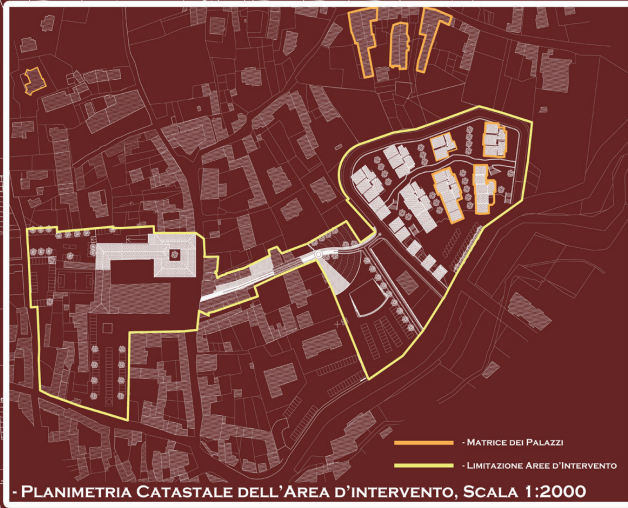 - Matrice dei Palazzi
- Limitazione Aree d'Intervento
- Planimetria Catastale dell'Area d'intervento, Scala 1:2000